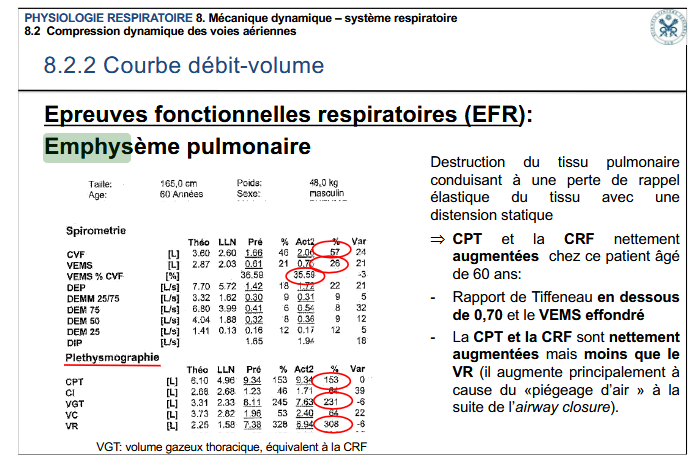 PHYSIOLOGIE RESPIRATOIRE 8. Mécanique dynamique – système respiratoire
8.2 Compression dynamique des voies aériennes
8.2.2 Courbe débit-volume
Epreuves fonctionnelles respiratoires (EFR):
Emphysème pulmonaire
Taille: 165,0 cm Poids: 48,0 kg
Age: 60 Années Sexe: masculin
Spirometrie
Théo LLN Pré % Act2 % Var
CVF [L] 3.60 2.60 1.66 46 57 24
VEMS [L] 2.87 2.03 0.61 21 26 21
VEMS % CVF [%] 36.59 35.59 -3
DEP [L/s] 7.70 5.72 1.42 18 1.72 22 21
DEMM 25/75 [L/s] 3.32 1.62 0.30 9 0.31 9 5
DEM 75 [L/s] 6.80 3.99 0.41 6 0.54 8 32
DEM 50 [L/s] 4.04 1.88 0.32 8 0.36 9 12
DEM 25 [L/s] 1.41 0.13 0.16 12 0.17 12 5
DIP [L/s] 1.65 1.94 18
Plethysmographie
Théo LLN Pré % Act2 % Var
CPT [L] 6.10 4.96 9.34 153 9.34 153 0
CI [L] 2.68 2.68 1.23 46 1.71 64 39
VGT [L] 3.31 2.33 8.11 245 7.63 231 -6
VC [L] 3.73 2.82 1.96 53 2.40 64 22
VR [L] 2.25 1.58 7.38 328 6.94 308 -6
VGT: volume gazeux thoracique, équivalent à la CRF
Destruction du tissu pulmonaire
conduisant à une perte de rappel
élastique du tissu avec une
distension statique
⇒ CPT et la CRF nettement
augmentées chez ce patient âgé
de 60 ans:
- Rapport de Tiffeneau en dessous
de 0,70 et le VEMS effondré
- La CPT et la CRF sont nettement
augmentées mais moins que le
VR (il augmente principalement à
cause du «piégeage d'air » à la
suite de l'airway closure).